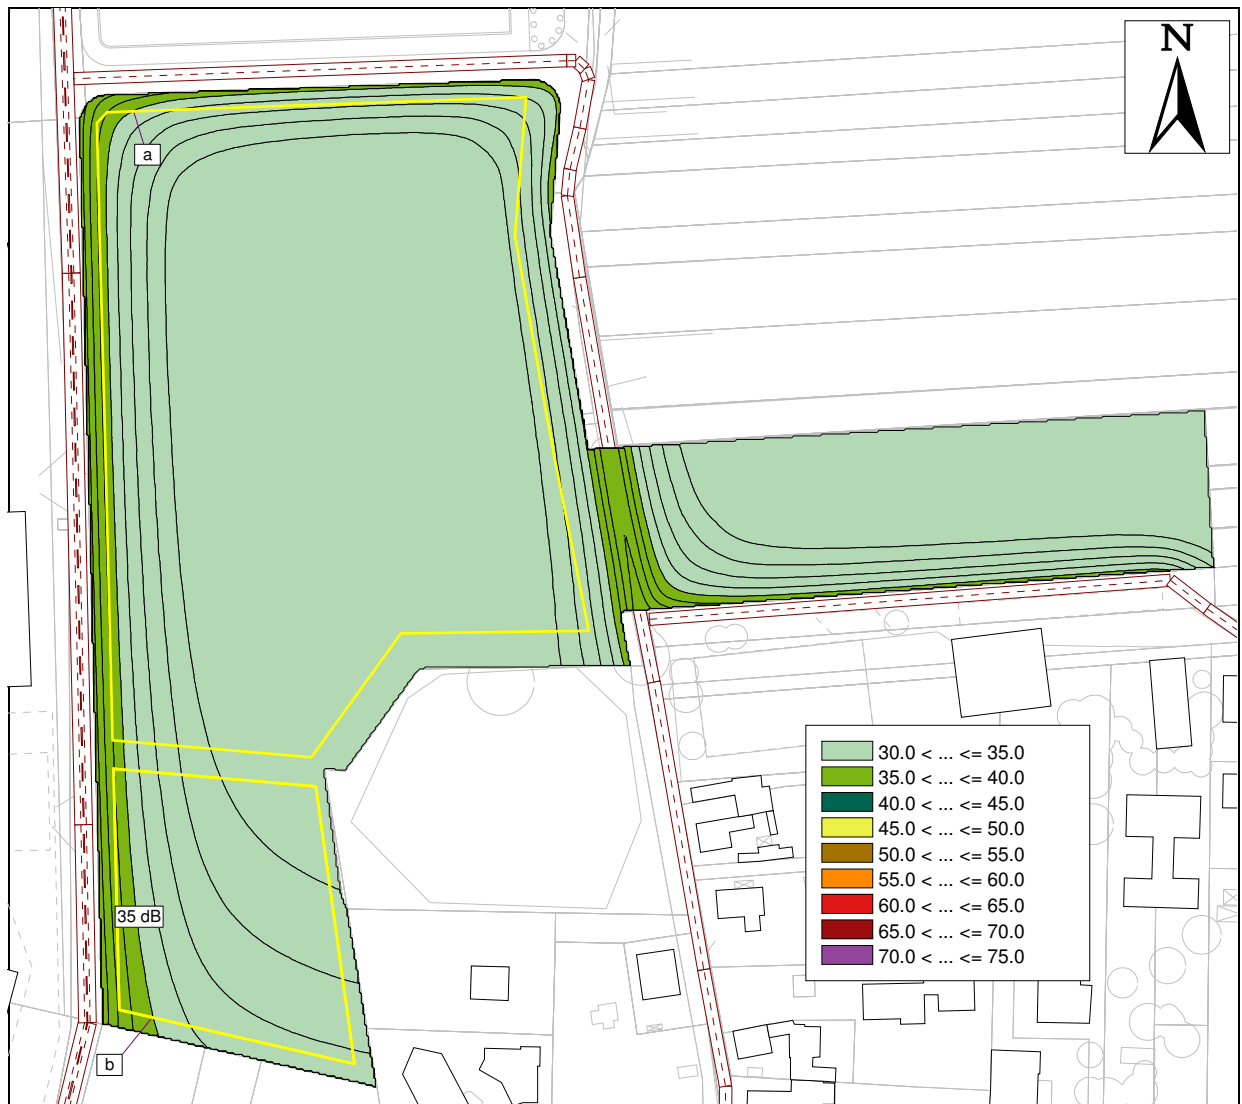 N
a
35 dB
b
30.0 < ... <= 35.0
35.0 < ... <= 40.0
40.0 < ... <= 45.0
45.0 < ... <= 50.0
50.0 < ... <= 55.0
55.0 < ... <= 60.0
60.0 < ... <= 65.0
65.0 < ... <= 70.0
70.0 < ... <= 75.0